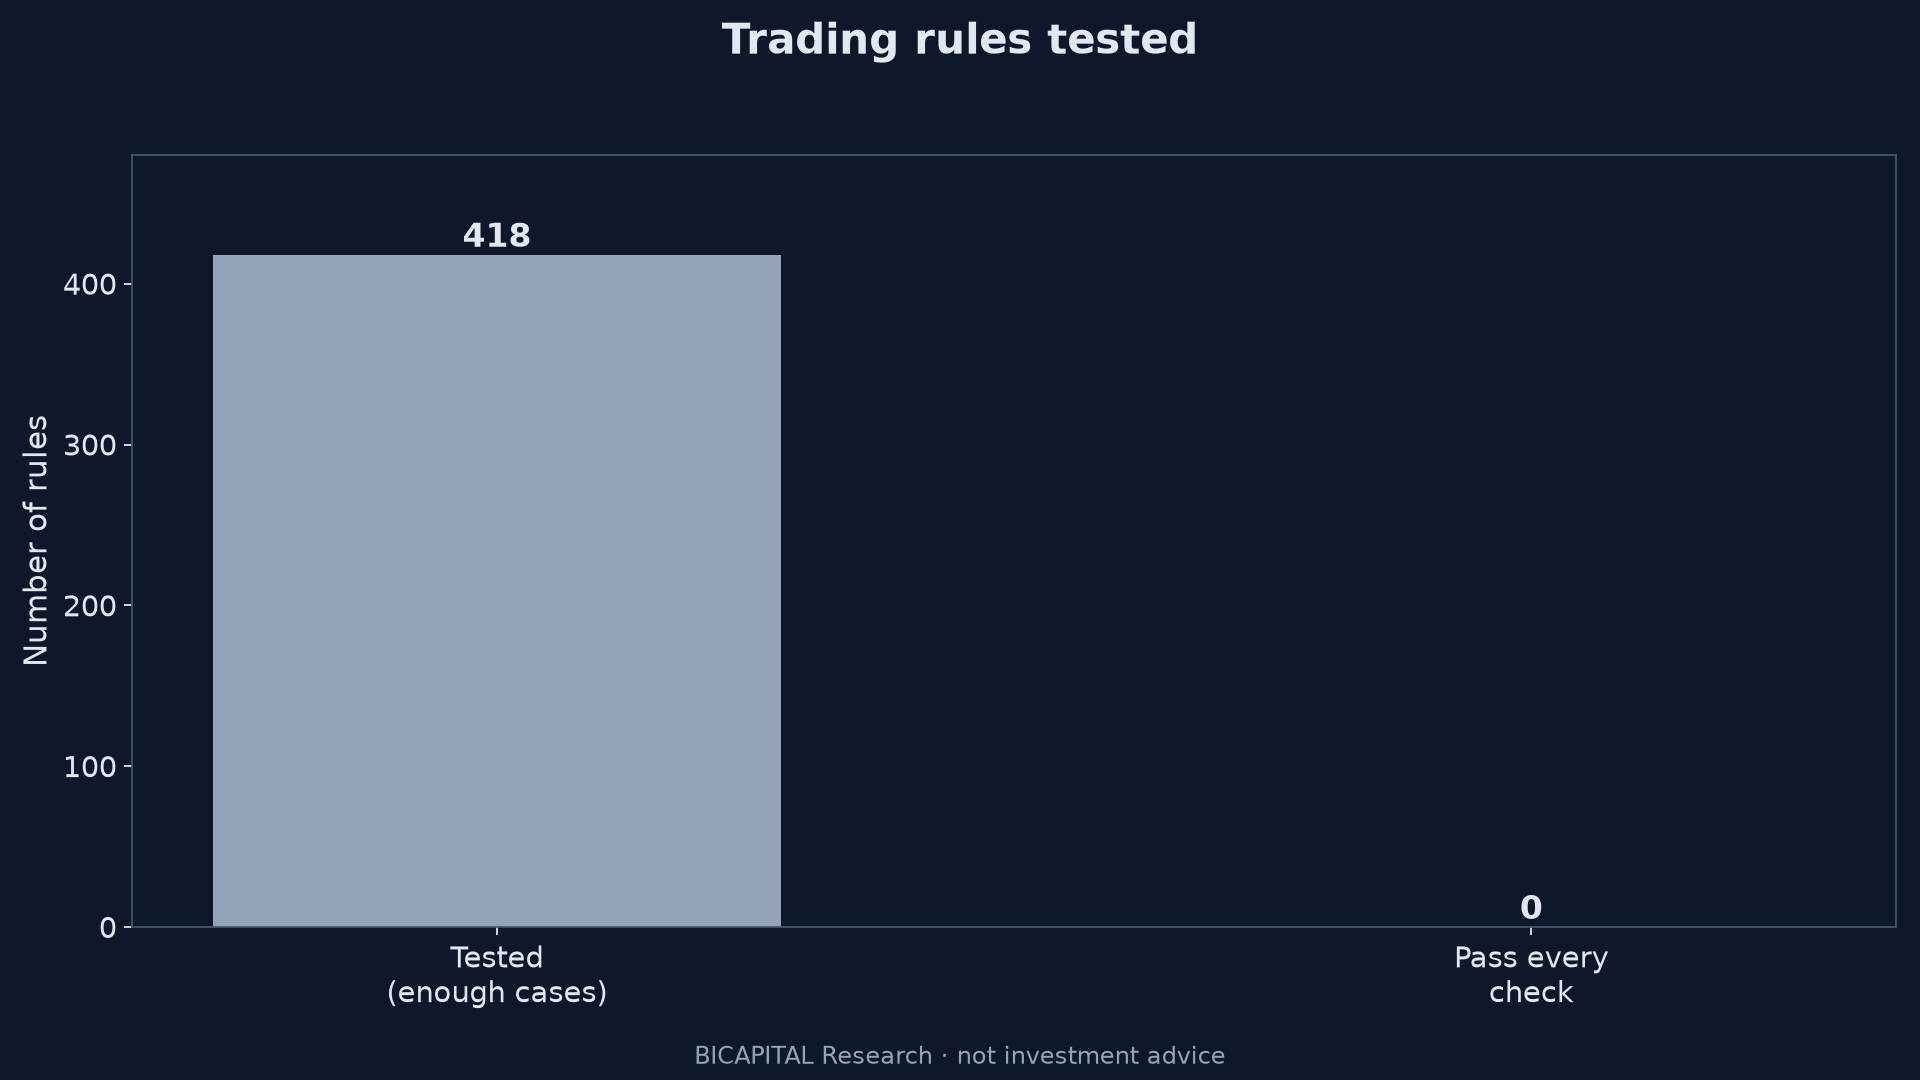 Trading rules tested
418
400
300
200
100
0
Number of rules
0
Tested
(enough cases)
Pass every
check
BICAPITAL Research · not investment advice